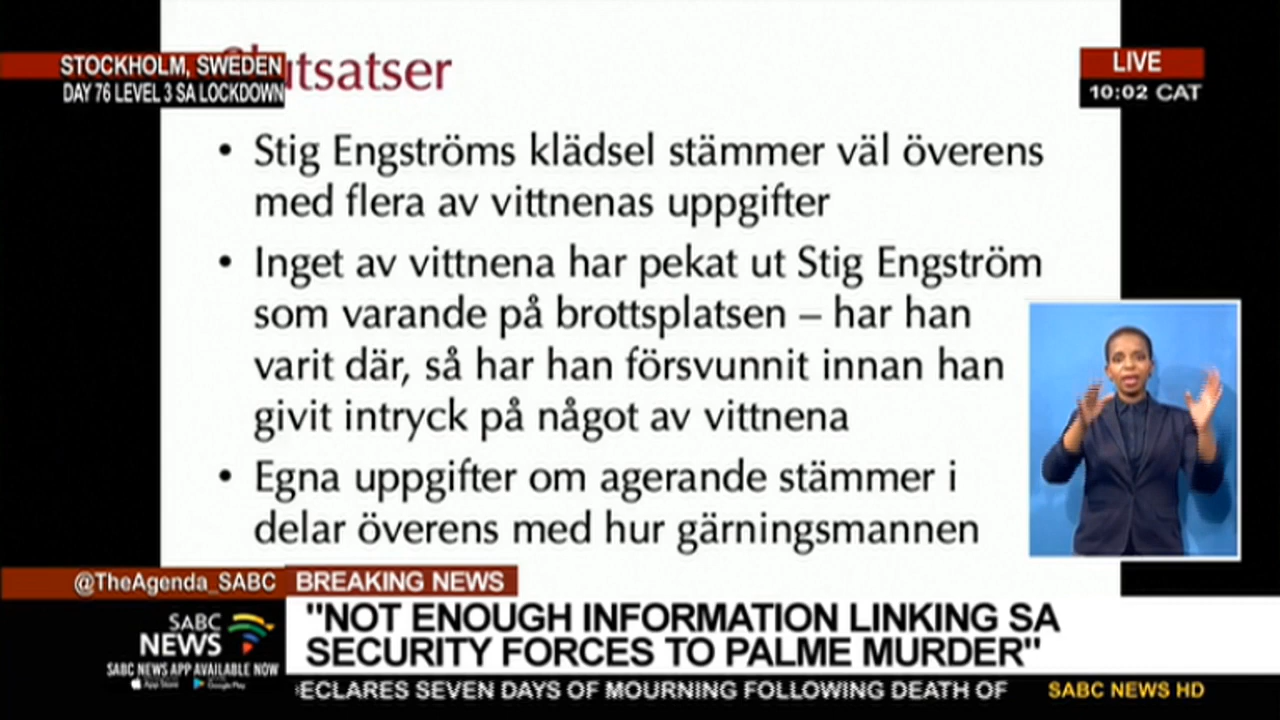 STOCKHOLM, SWEDEN
DAY 76 LEVEL 3 SA LOCKDOWN
LIVE
10:02 CAT
Stig Engströms klädsel stämmer väl överens
med flera av vittnenas uppgifter
Inget av vittnena har pekat ut Stig Engström
som varande på brottsplatsen – har han
varit där, så har han försvunnit innan han
givit intryck på något av vittnena
Egna uppgifter om agerande stämmer i
delar överens med hur gärningsmannen
@TheAgenda_SABC
BREAKING NEWS
SABC
NEWS
SABC NEWS APP AVAILABLE NOW
App Store
Google Play
"NOT ENOUGH INFORMATION LINKING SA
SECURITY FORCES TO PALME MURDER"
ECLARES SEVEN DAYS OF MOURNING FOLLOWING DEATH OF
SABC NEWS HD